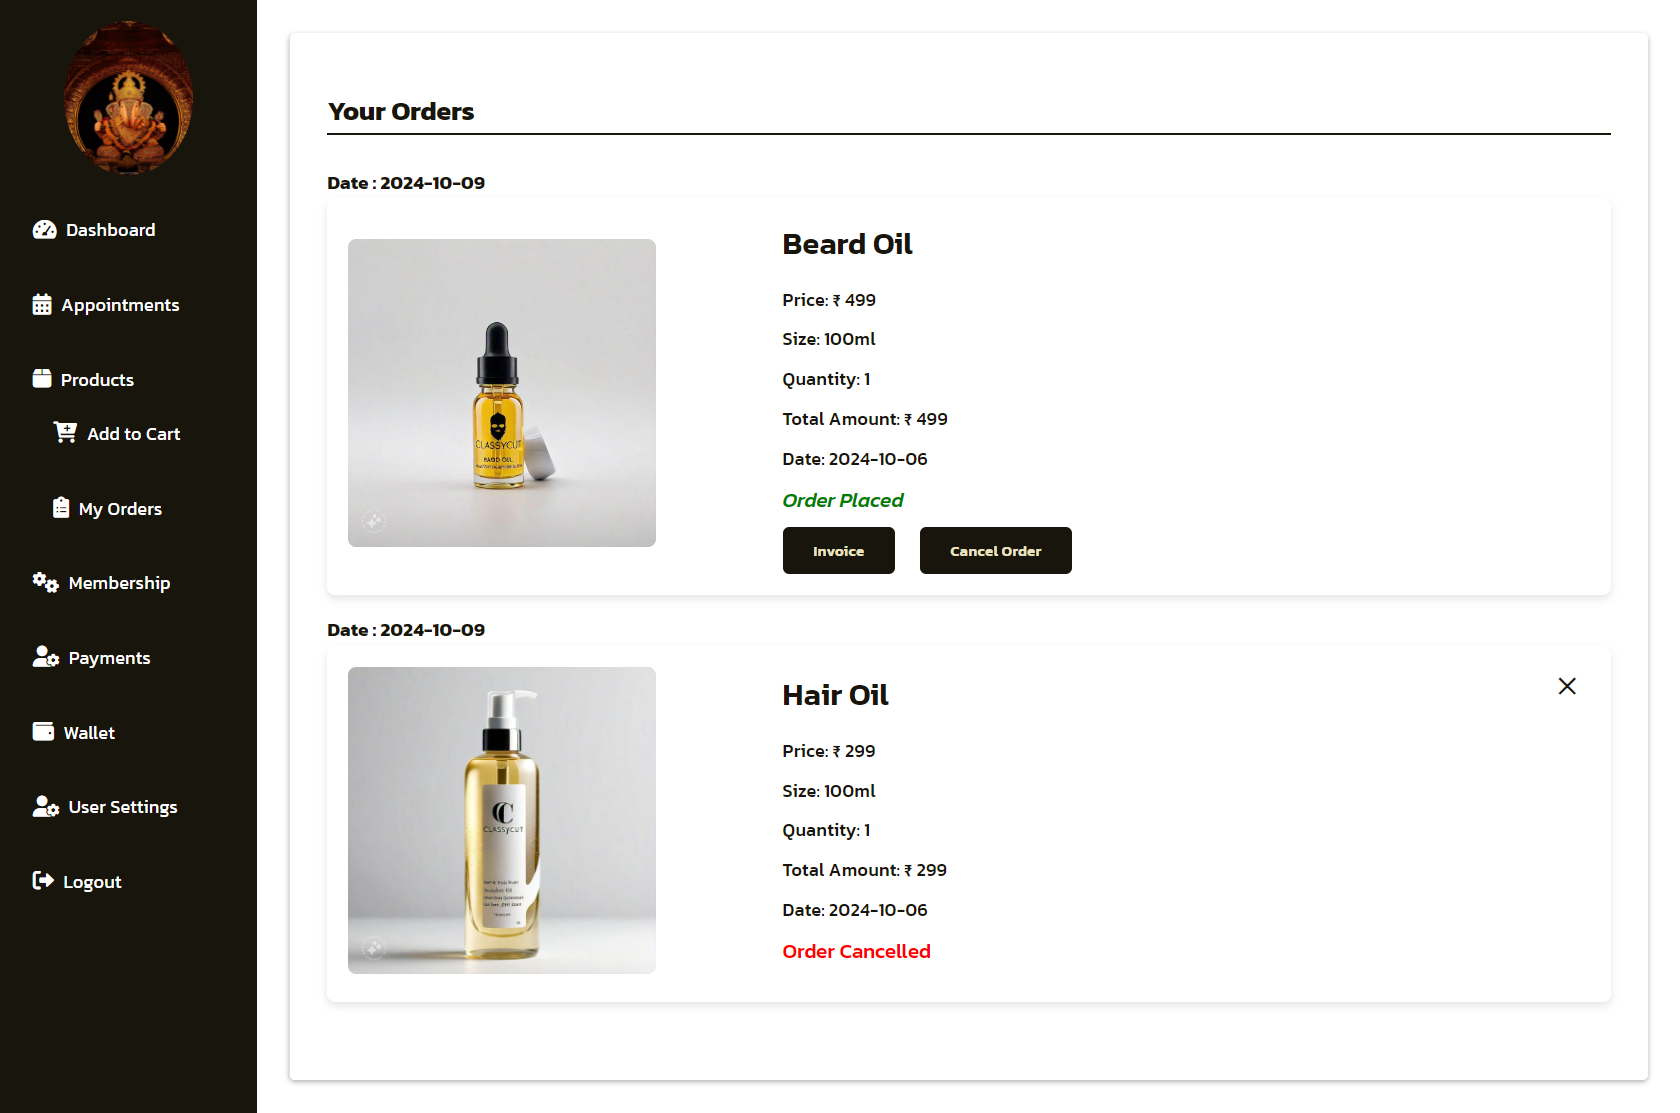 Dashboard
Appointments
Products
Add to Cart
My Orders
Membership
Payments
Wallet
User Settings
Logout
Your Orders
Date : 2024-10-09
CLASSYCUT
Beard Oil
Price: ₹ 499
Size: 100ml
Quantity: 1
Total Amount: ₹ 499
Date: 2024-10-06
Order Placed
Invoice
Cancel Order
Date : 2024-10-09
CLASSYCUT
Hair Oil
Price: ₹ 299
Size: 100ml
Quantity: 1
Total Amount: ₹ 299
Date: 2024-10-06
Order Cancelled